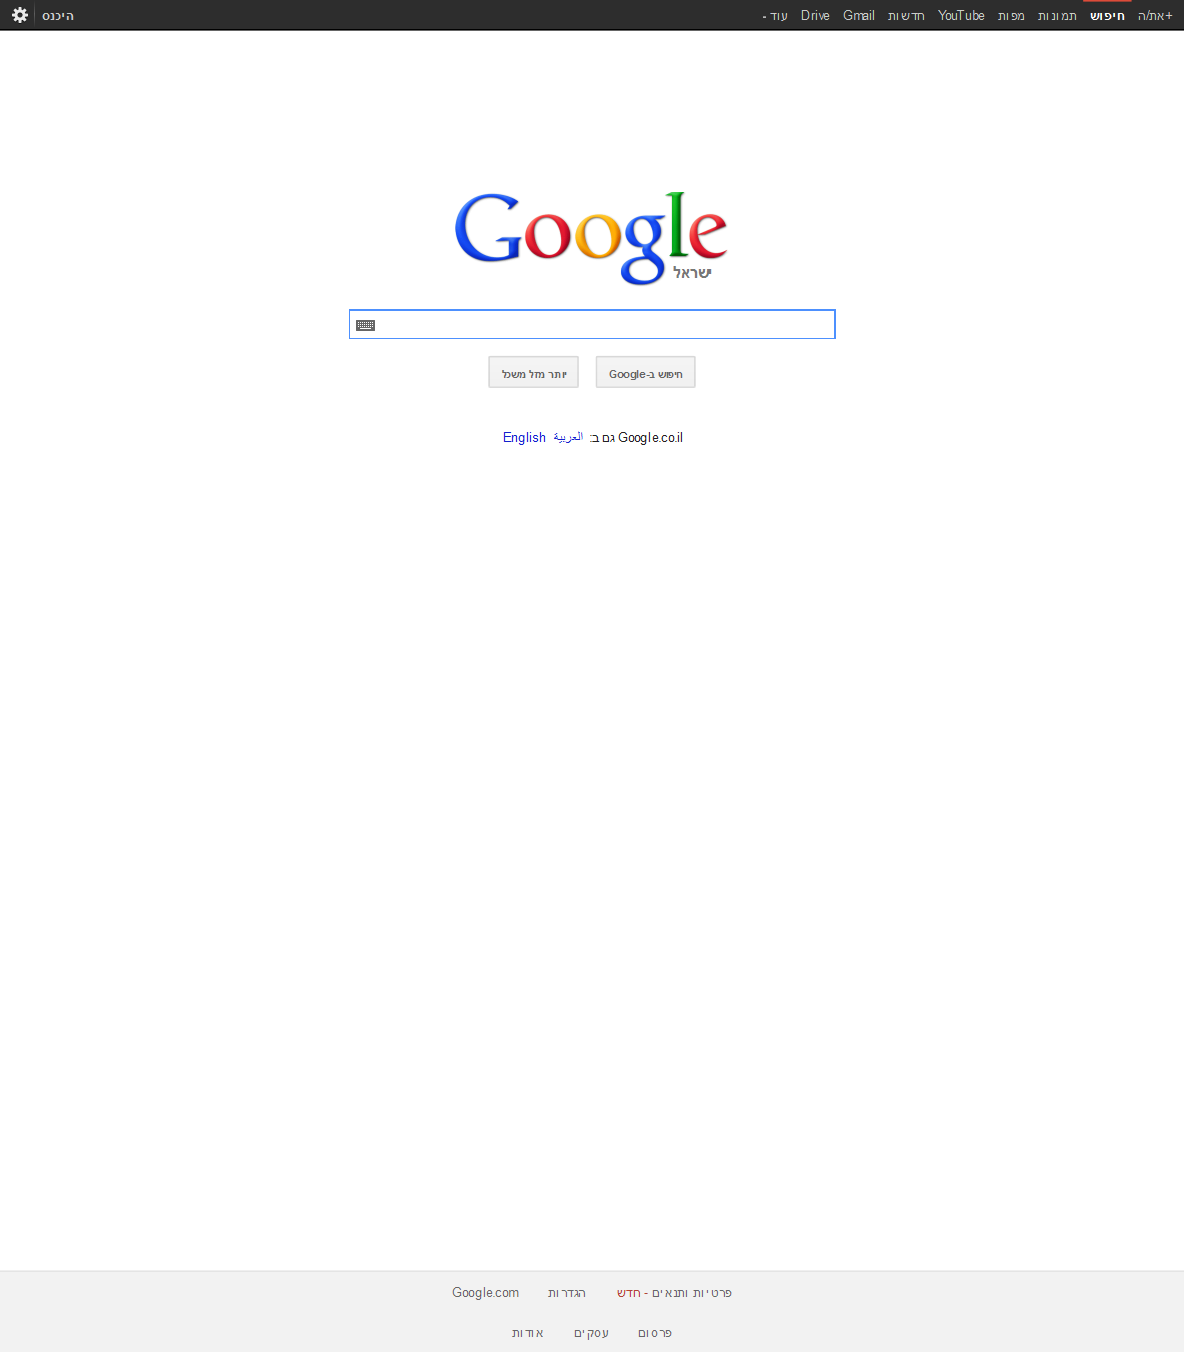 +את/ה חיפוש תמונות מפות YouTube חדשות Gmail Drive עוד - היכנס
Google
ישראל
חיפוש ב-Google יותר מזל משכל
Google.co.il גם ב: العربية English
פרטיות ותנאים - חדש הגדרות Google.com
פרסום עסקים אודות